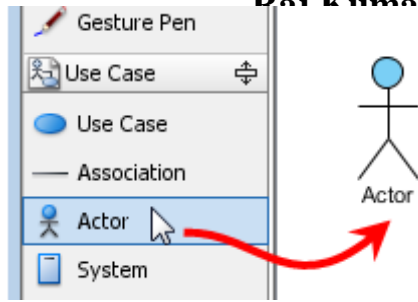 Gesture Pen
Use Case
Use Case
Association
Actor
System
Actor